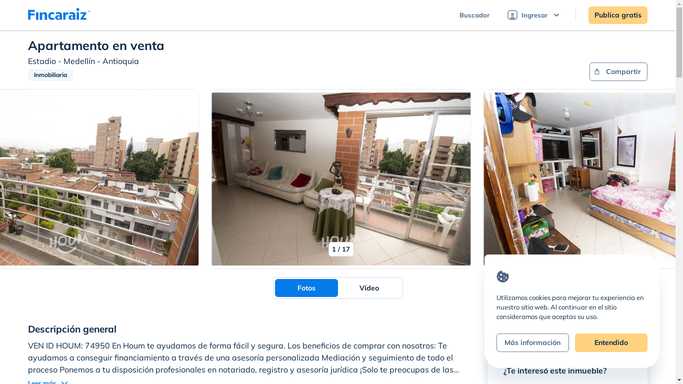 Fincaraiz
Buscador
Ingresar
Publica gratis
Apartamento en venta
Estadio - Medellín - Antioquia
Inmobiliaria
Compartir
HOUM
HOUM
1 / 17
Fotos
Video
Utilizamos cookies para mejorar tu experiencia en
nuestro sitio web. Al continuar en el sitio
consideramos que aceptas su uso.
Más información
Entendido
Descripción general
VEN ID HOUM: 74950 En Houm te ayudamos de forma fácil y segura. Los beneficios de comprar con nosotros: Te
ayudamos a conseguir financiamiento a través de una asesoría personalizada Mediación y seguimiento de todo el
proceso Ponemos a tu disposición profesionales en notariado, registro y asesoría jurídica ¡Solo te preocupas de las...
Leer más
¿Te interesó este inmueble?